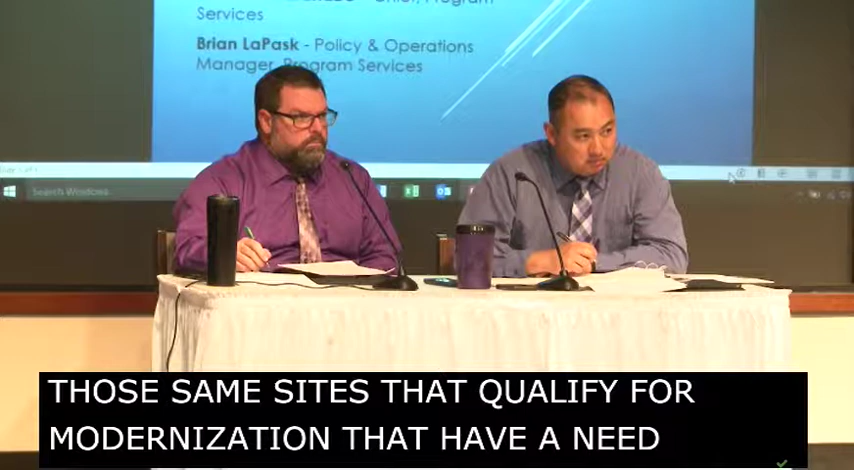 Services
Brian LaPask - Policy & Operations
Manager, Program Services
Search Windows
THOSE SAME SITES THAT QUALIFY FOR
MODERNIZATION THAT HAVE A NEED